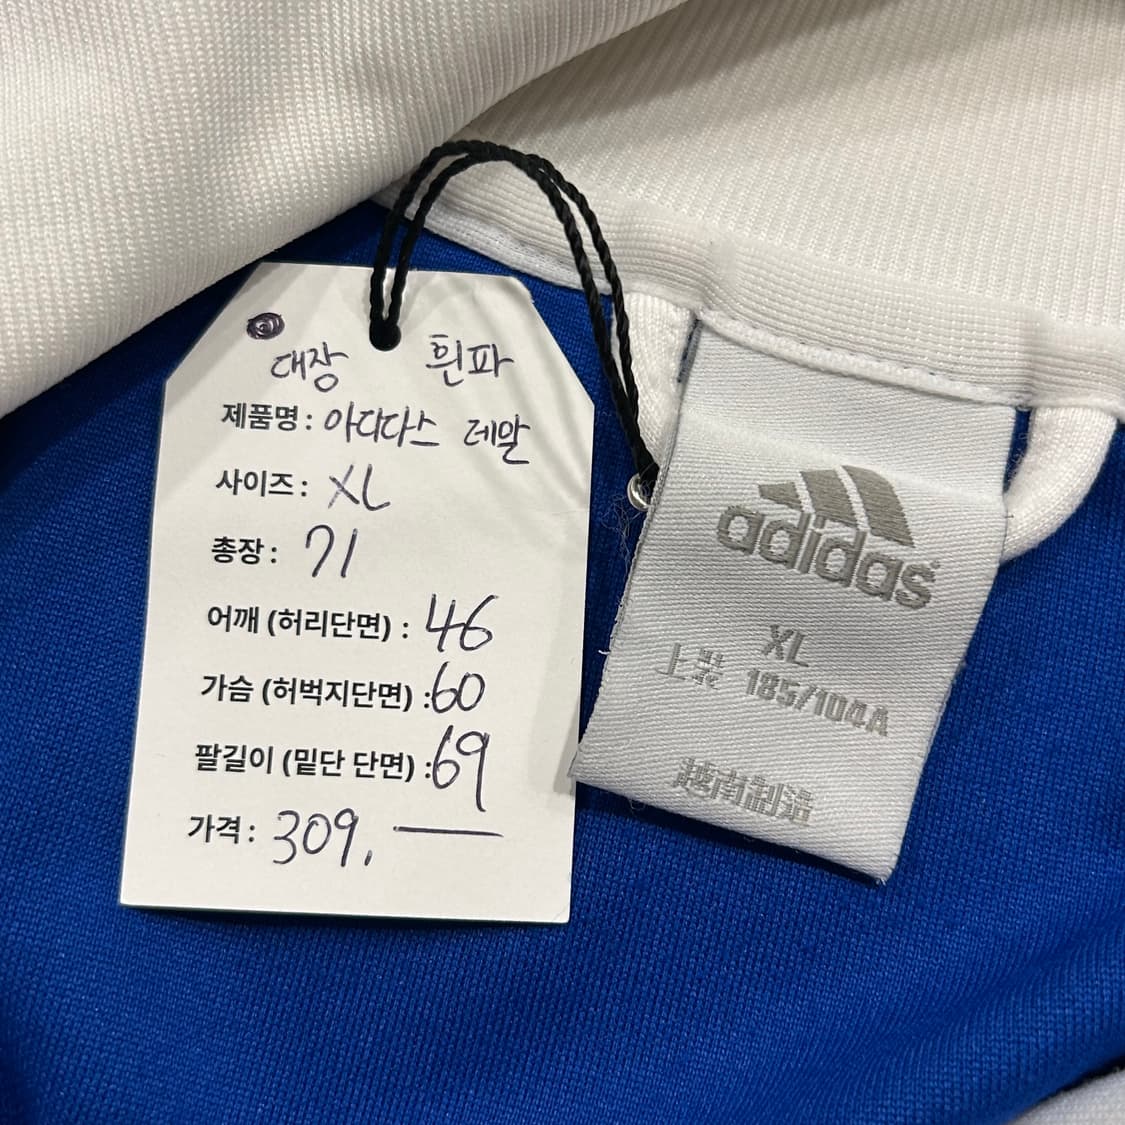 대장 흰파
제품명 : 아디다스 레알
사이즈 : XL
총장 : 71
어깨 (허리단면) : 46
가슴 (허벅지단면) : 60
팔길이 (밑단 단면) : 69
가격 : 309. —
adidas
XL
上装 185/104A
越南制造